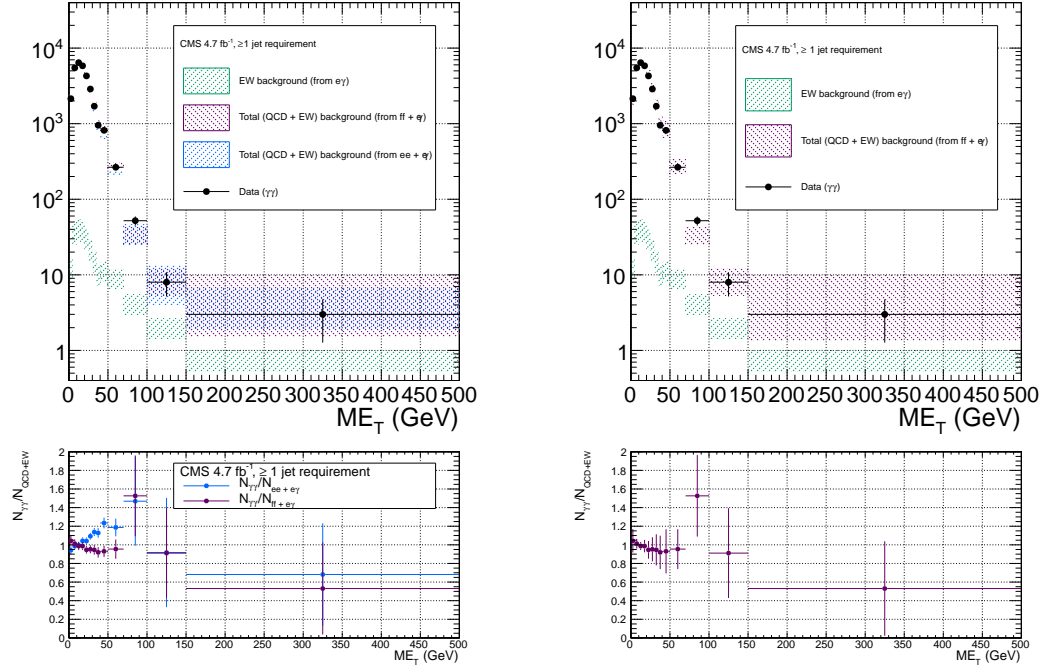 10⁴
10³
10²
10
1
CMS 4.7 fb⁻¹, ≥1 jet requirement
EW background (from eγ)
Total (QCD + EW) background (from ff + eγ)
Total (QCD + EW) background (from ee + eγ)
Data (γγ)
0 50 100 150 200 250 300 350 400 450 500
ME_T (GeV)
10⁴
10³
10²
10
1
CMS 4.7 fb⁻¹, ≥ 1 jet requirement
EW background (from eγ)
Total (QCD + EW) background (from ff + eγ)
Data (γγ)
0 50 100 150 200 250 300 350 400 450 500
ME_T (GeV)
N_γγ/N_QCD+EW
2
1.8
1.6
1.4
1.2
1
0.8
0.6
0.4
0.2
0
CMS 4.7 fb⁻¹, ≥ 1 jet requirement
N_γγ/N_ee + eγ
N_γγ/N_ff + eγ
0 50 100 150 200 250 300 350 400 450 500
ME_T (GeV)
N_γγ/N_QCD+EW
2
1.8
1.6
1.4
1.2
1
0.8
0.6
0.4
0.2
0
0 50 100 150 200 250 300 350 400 450 500
ME_T (GeV)